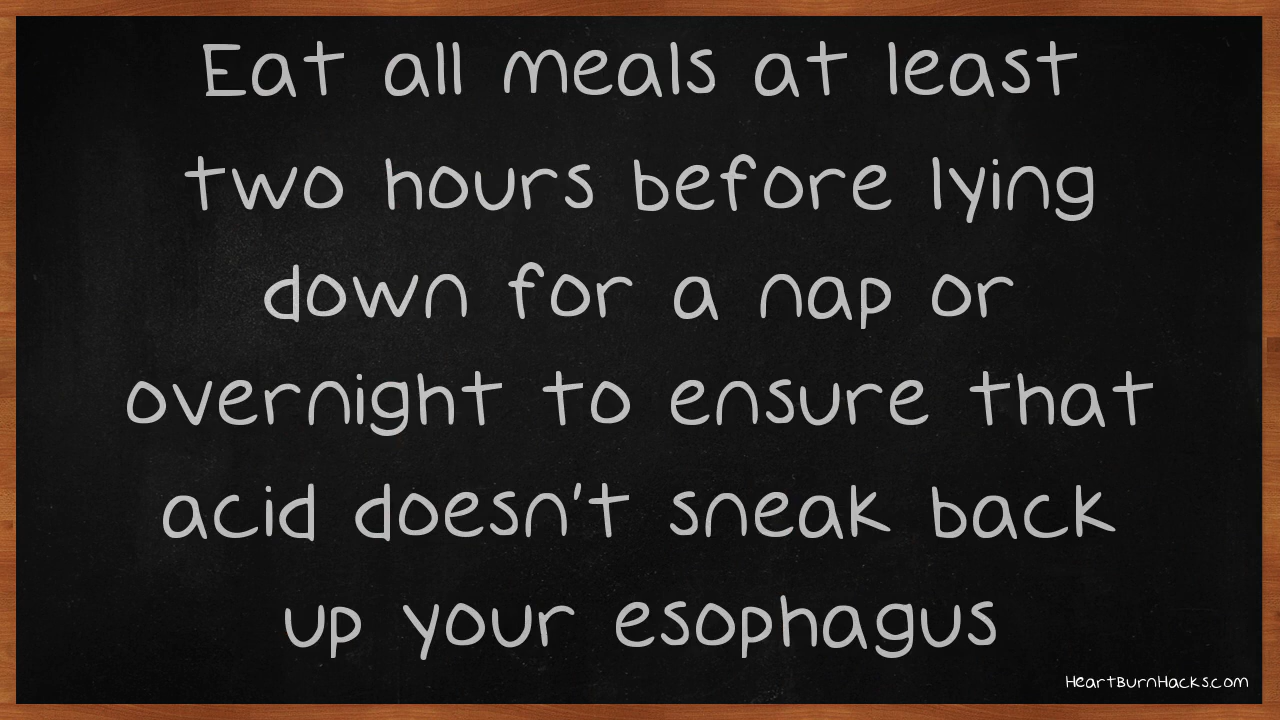 Eat all meals at least
two hours before lying
down for a nap or
overnight to ensure that
acid doesn't sneak back
up your esophagus
HeartBurnHacks.com